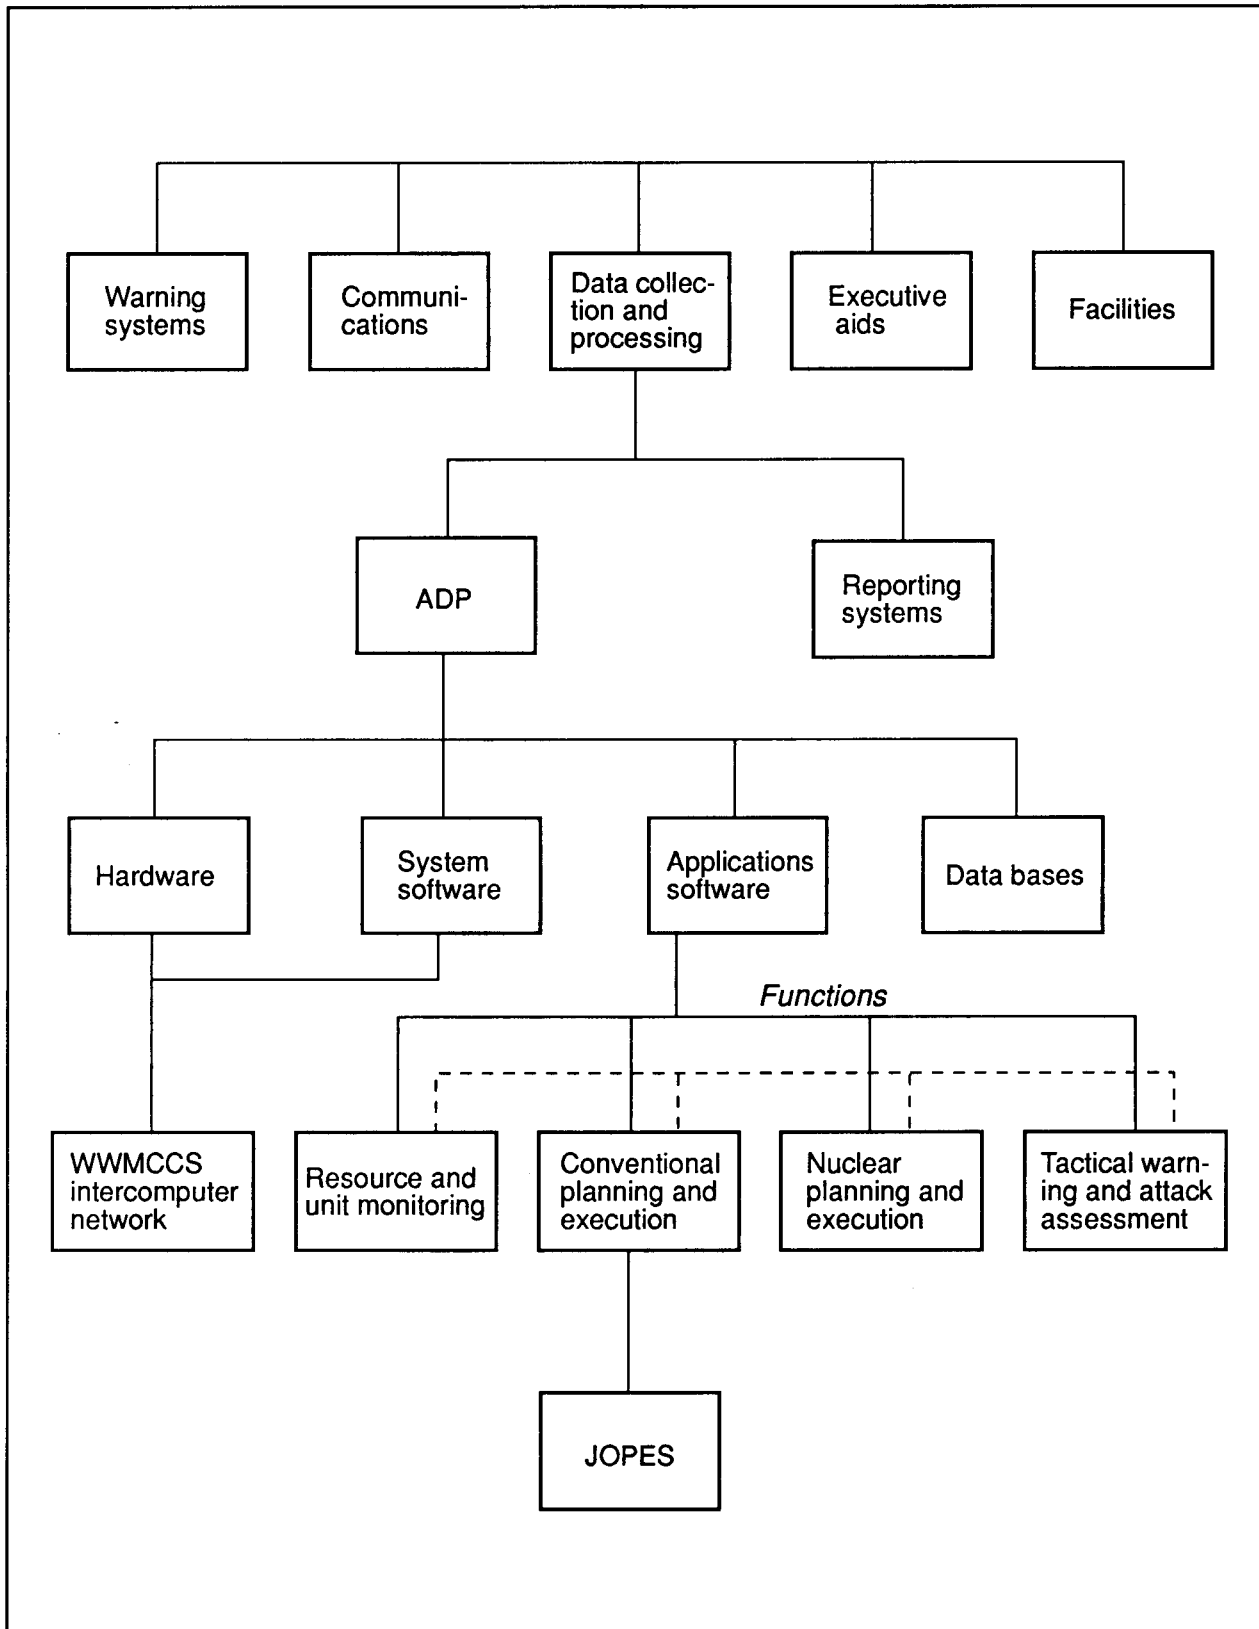 Warning
systems
Communi-
cations
Data collec-
tion and
processing
Executive
aids
Facilities
ADP
Reporting
systems
Hardware
System
software
Applications
software
Data bases
Functions
WWMCCS
intercomputer
network
Resource and
unit monitoring
Conventional
planning and
execution
Nuclear
planning and
execution
Tactical warn-
ing and attack
assessment
JOPES